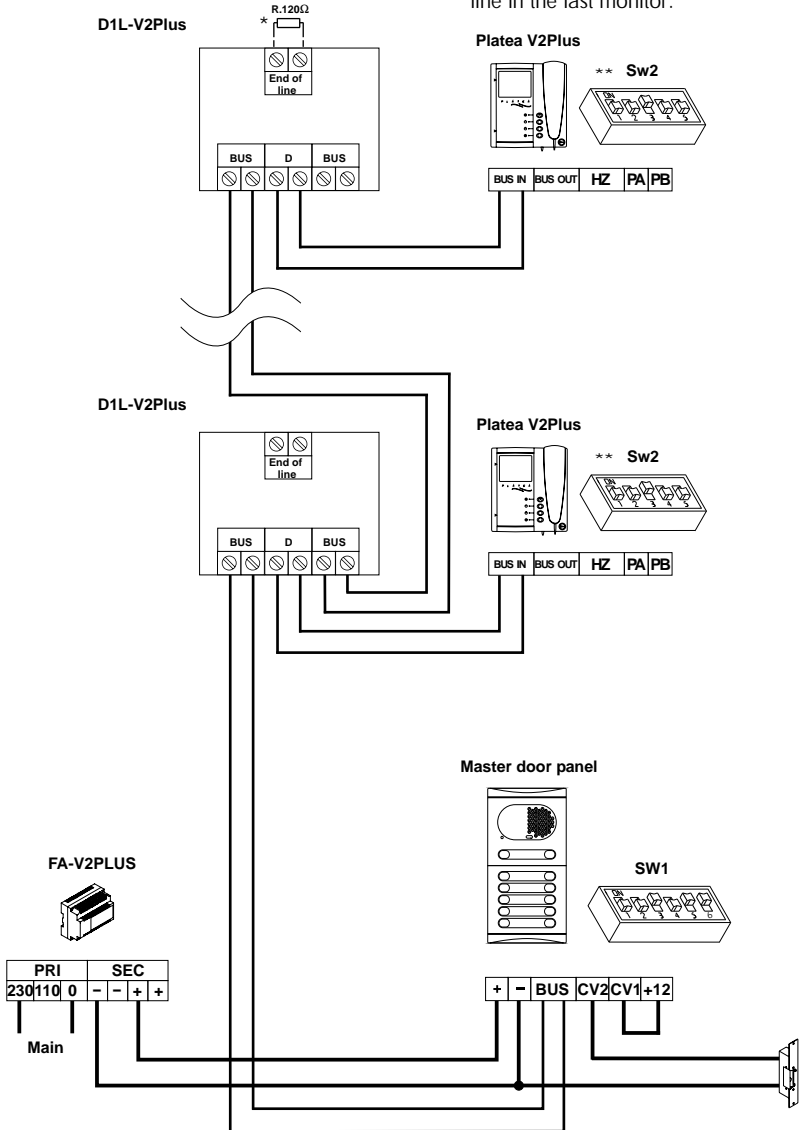 line in the last monitor.
R.120Ω
*
D1L-V2Plus
End of
line
BUS D BUS
Platea V2Plus
** Sw2
PLATEA
ON
1 2 3 4 5
BUS IN BUS OUT HZ PA PB
D1L-V2Plus
End of
line
BUS D BUS
Platea V2Plus
** Sw2
PLATEA
ON
1 2 3 4 5
BUS IN BUS OUT HZ PA PB
Master door panel
FA-V2PLUS
SW1
ON
1 2 3 4 5 6
PRI SEC
230 110 0 – – + +
Main
+ – BUS CV2 CV1 +12